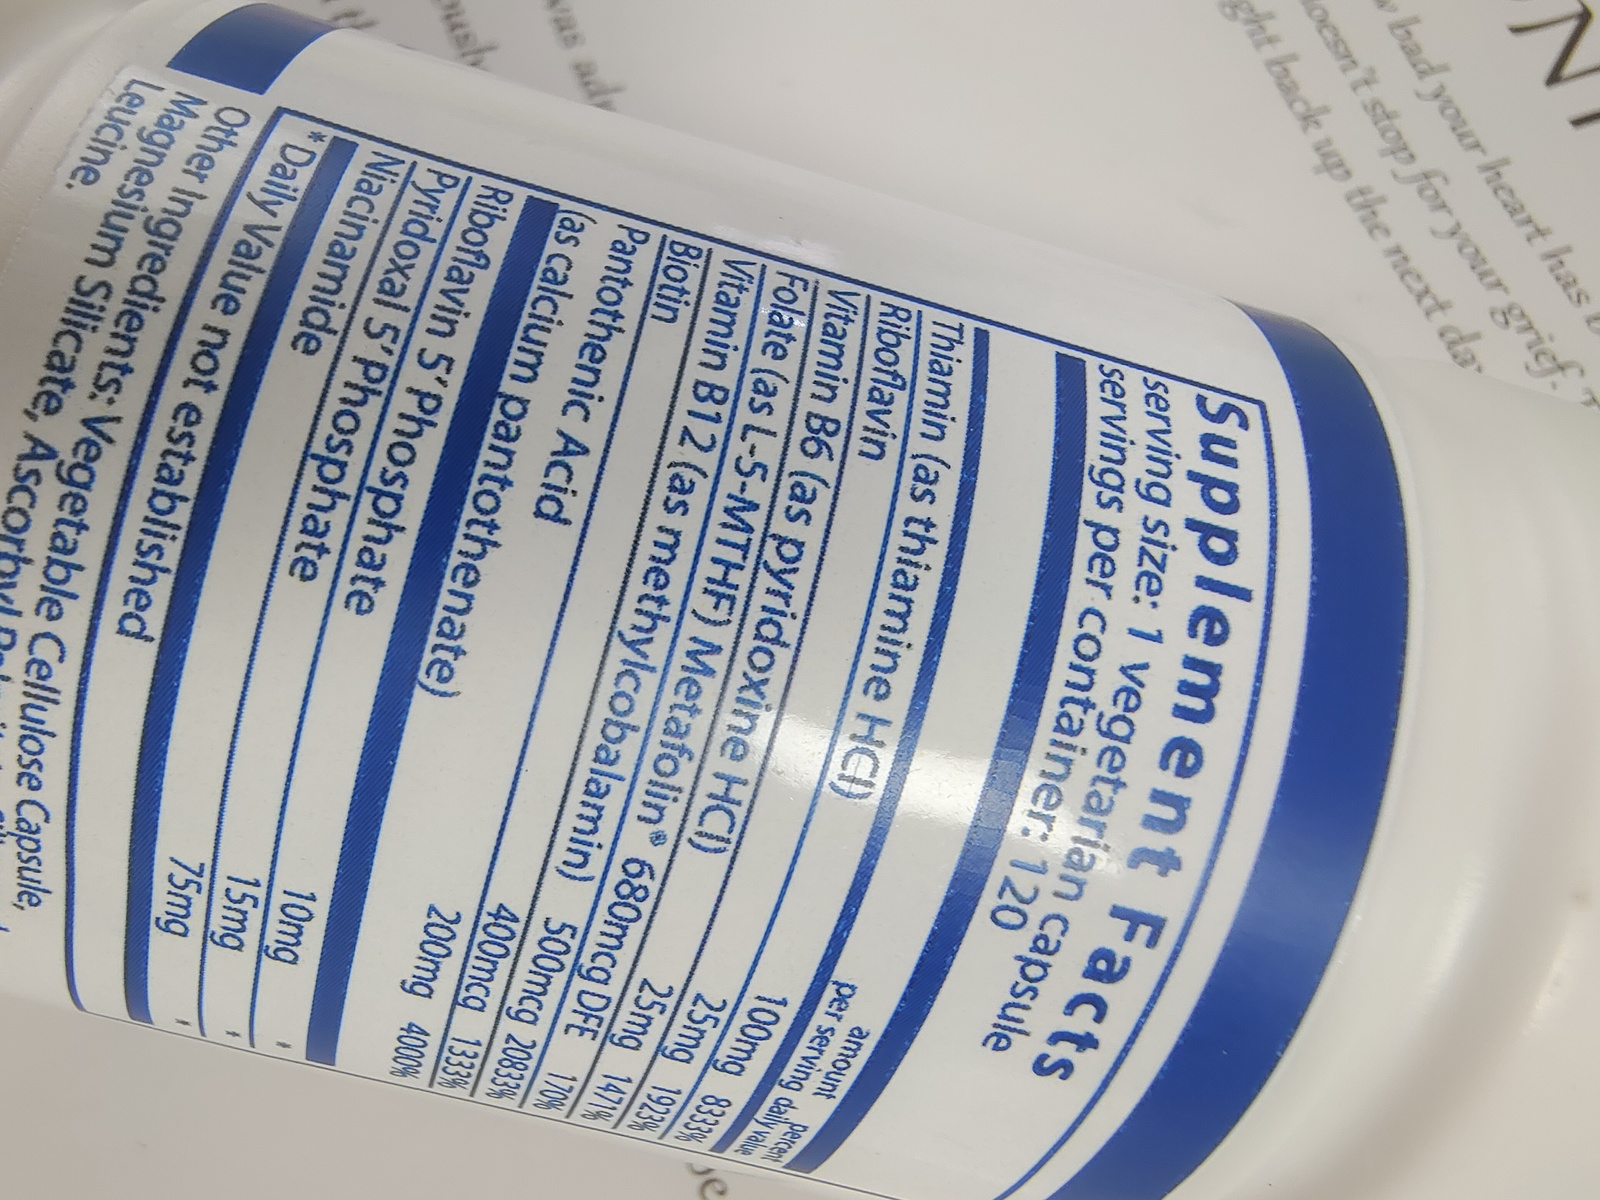 Supplement Facts
serving size: 1 vegetarian capsule
servings per container: 120
amount per serving percent daily value
Thiamin (as thiamine HCl) 100mg 8333%
Riboflavin 25mg 1923%
Vitamin B6 (as pyridoxine HCl) 25mg 1471%
Folate (as L-5-MTHF) Metafolin® 680mcg DFE 170%
Vitamin B12 (as methylcobalamin) 500mcg 20833%
Biotin 400mcg 1333%
Pantothenic Acid
(as calcium pantothenate) 200mg 4000%
Riboflavin 5' Phosphate 10mg *
Pyridoxal 5' Phosphate 15mg *
Niacinamide 75mg *
* Daily Value not established
Other Ingredients: Vegetable Cellulose Capsule,
Magnesium Silicate, Ascorbyl
Leucine.
bad your heart has
doesn't stop for your grief.
ght back up the next day
was